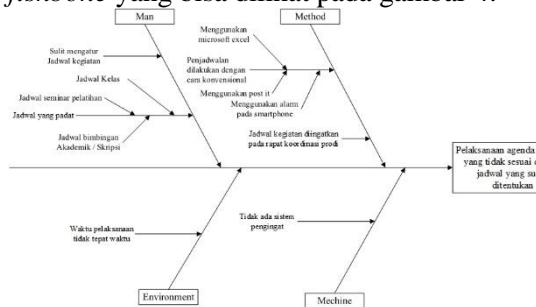 fishbone yang bisa dilihat pada gambar 4.
Man
Method
Sulit mengatur
Jadwal kegiatan
Jadwal Kelas
Jadwal seminar pelatihan
Jadwal yang padat
Jadwal bimbingan
Akademik / Skripsi
Menggunakan
microsoft excel
Penjadwalan
dilakukan dengan
cara konvensional
Menggunakan post it
Menggunakan alarm
pada smartphone
Jadwal kegiatan diingatkan
pada rapat koordinasi prodi
Pelaksanaan agenda
yang tidak sesuai
jadwal yang
ditentukan
Waktu pelaksanaan
tidak tepat waktu
Tidak ada sistem
pengingat
Environment
Mechine